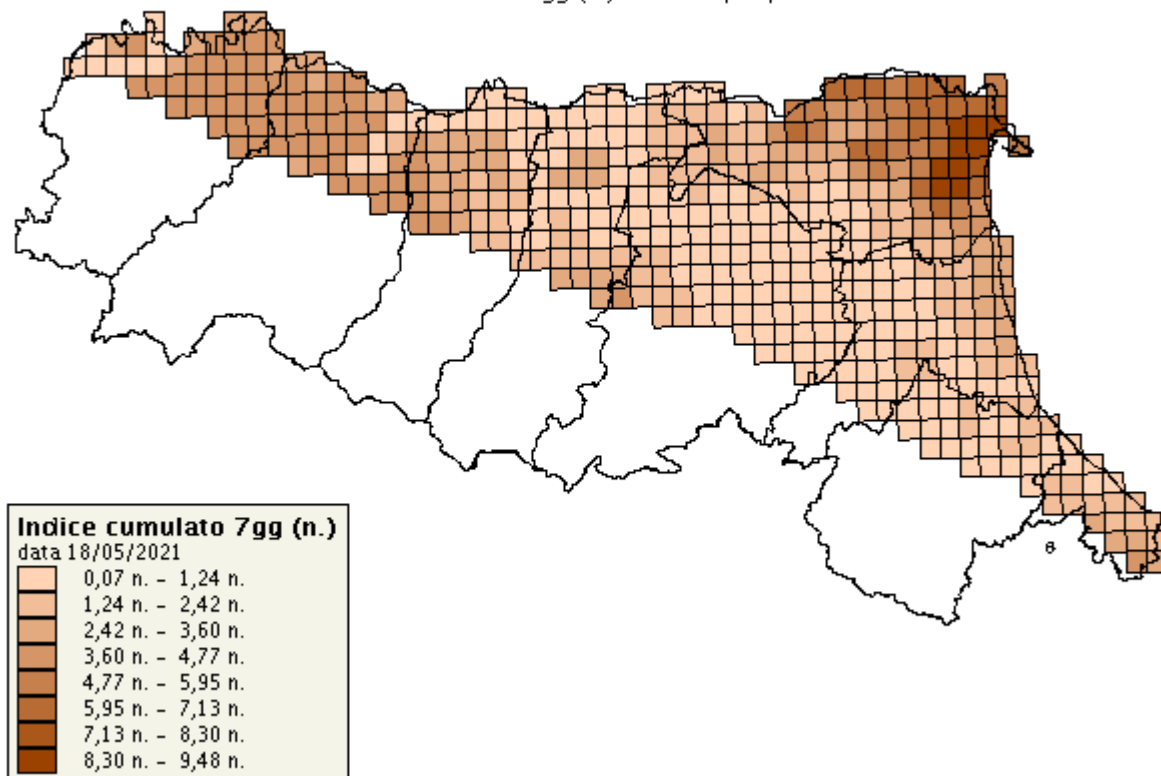 Indice cumulato 7gg (n.)
data 18/05/2021
0,07 n. - 1,24 n.
1,24 n. - 2,42 n.
2,42 n. - 3,60 n.
3,60 n. - 4,77 n.
4,77 n. - 5,95 n.
5,95 n. - 7,13 n.
7,13 n. - 8,30 n.
8,30 n. - 9,48 n.